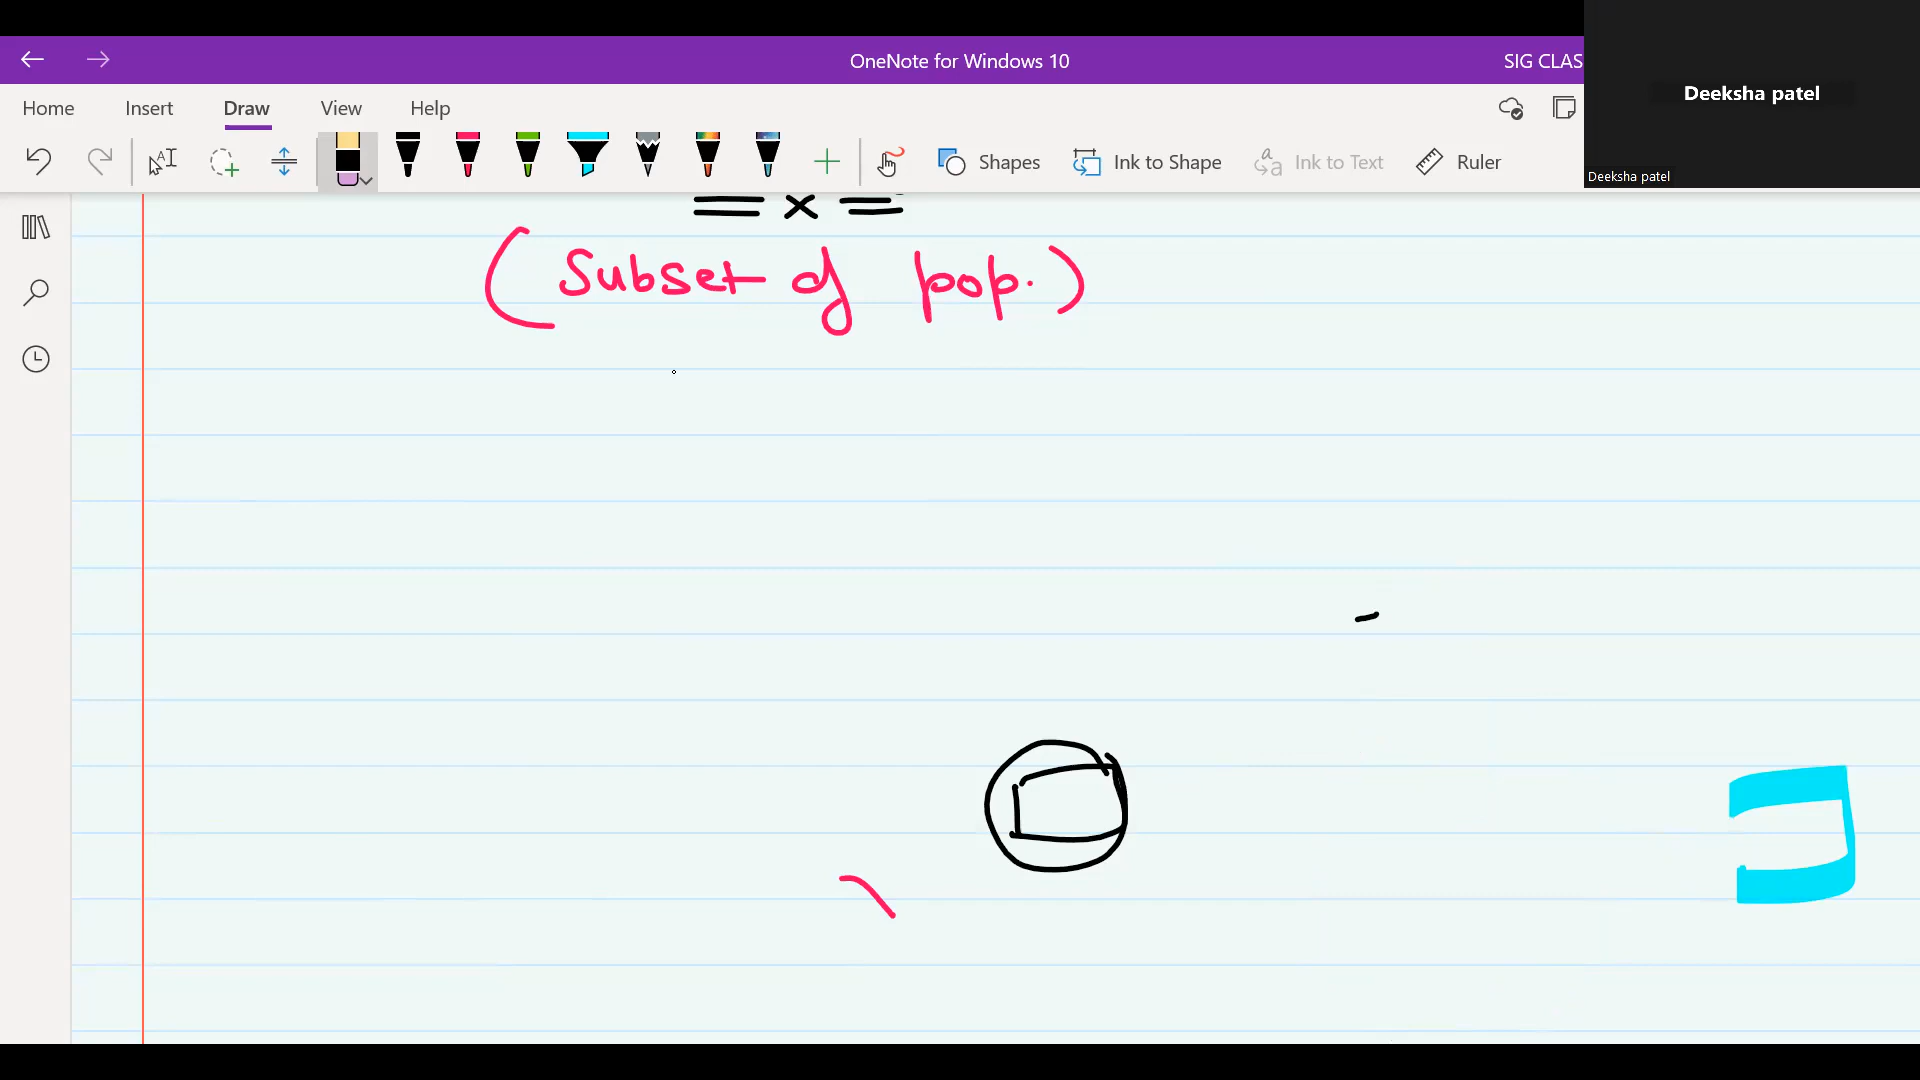 OneNote for Windows 10
SIG CLAS
Deeksha patel
Home Insert Draw View Help
Shapes Ink to Shape Ink to Text Ruler
Deeksha patel
= × =
(Subset of pop.)